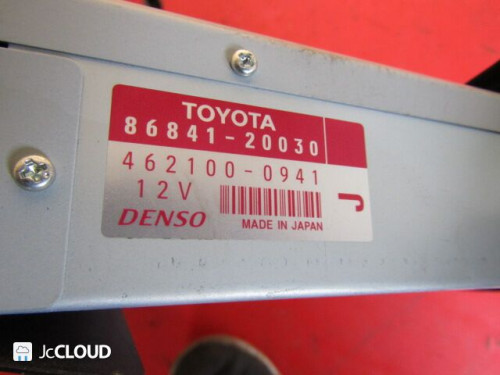 TOYOTA
86841-20030
462100-0941
12V
J
DENSO
MADE IN JAPAN
JcCLOUD